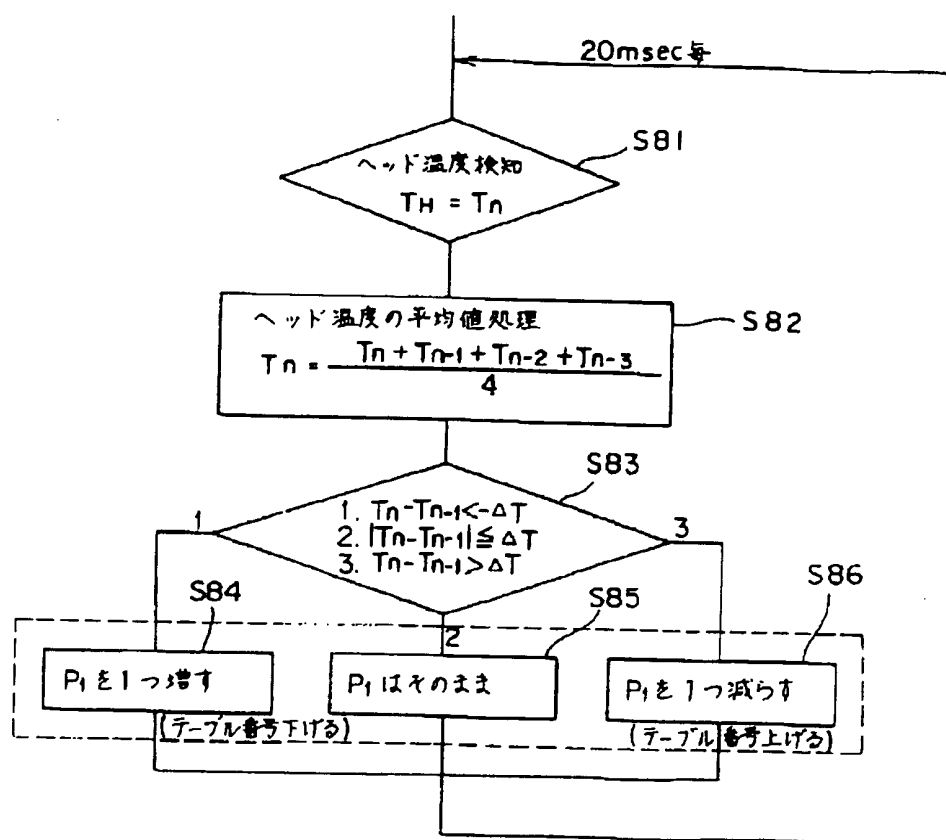 20msec毎
S81
ヘッド温度検知
TH = Tn
S82
ヘッド温度の平均値処理
Tn = Tn + Tn-1 + Tn-2 + Tn-3
4
S83
1. Tn-Tn-1<-ΔT
2. |Tn-Tn-1|≦ΔT
3. Tn-Tn-1>ΔT
1
3
2
S84
P1を1つ増す
(テーブル番号下げる)
S85
P1はそのまま
S86
P1を1つ減らす
(テーブル番号上げる)